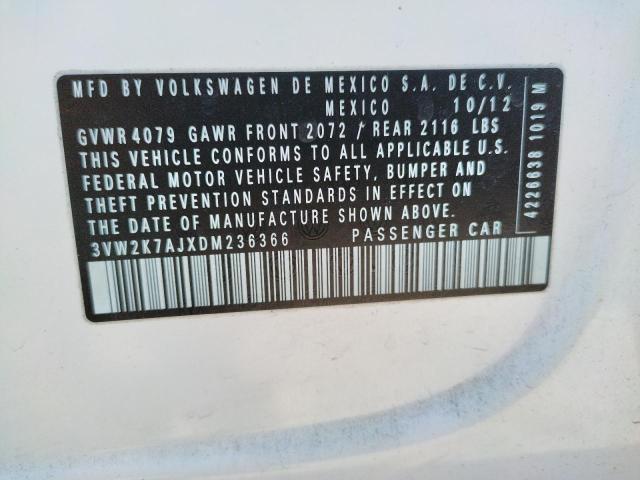 MFD BY VOLKSWAGEN DE MEXICO S.A. DE C.V.
MEXICO 10/12
GVWR 4079 GAWR FRONT 2072 / REAR 2116 LBS
THIS VEHICLE CONFORMS TO ALL APPLICABLE U.S.
FEDERAL MOTOR VEHICLE SAFETY, BUMPER AND
THEFT PREVENTION STANDARDS IN EFFECT ON
THE DATE OF MANUFACTURE SHOWN ABOVE.
3VW2K7AJXDM236366 PASSENGER CAR
4226638 1019 M